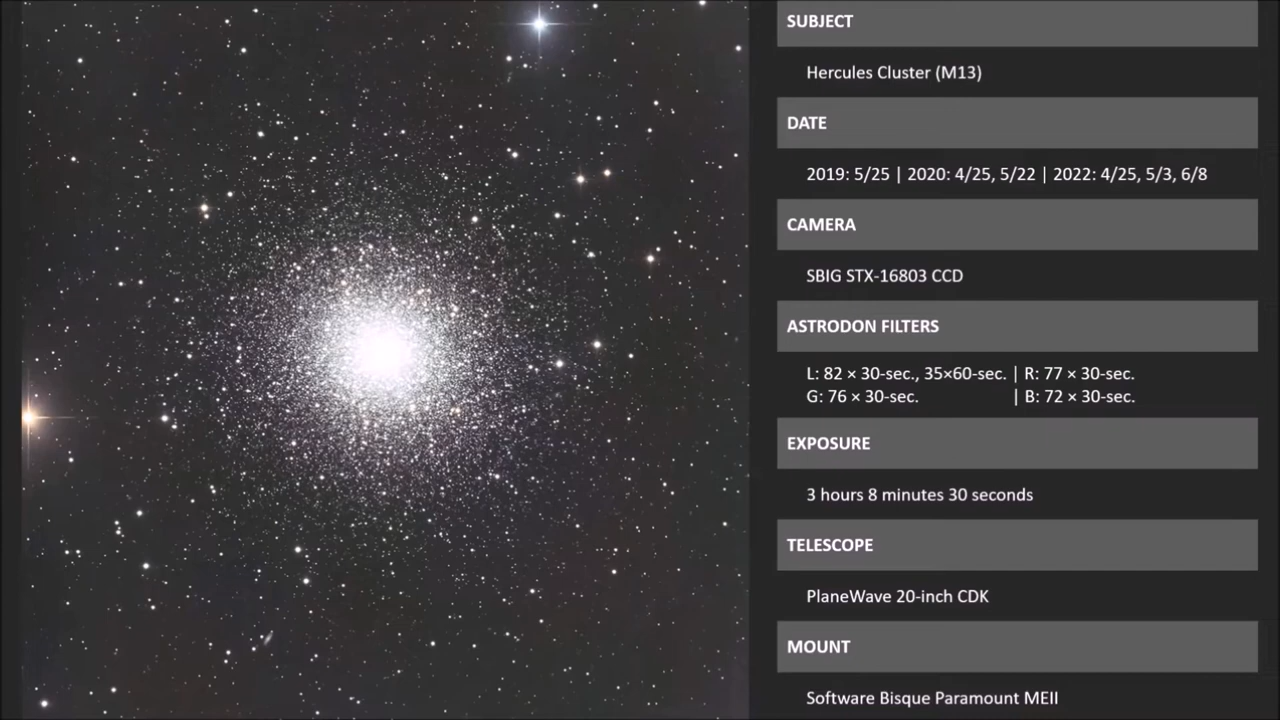 SUBJECT
Hercules Cluster (M13)
DATE
2019: 5/25 | 2020: 4/25, 5/22 | 2022: 4/25, 5/3, 6/8
CAMERA
SBIG STX-16803 CCD
ASTRODON FILTERS
L: 82 × 30-sec., 35×60-sec. | R: 77 × 30-sec.
G: 76 × 30-sec. | B: 72 × 30-sec.
EXPOSURE
3 hours 8 minutes 30 seconds
TELESCOPE
PlaneWave 20-inch CDK
MOUNT
Software Bisque Paramount MEII